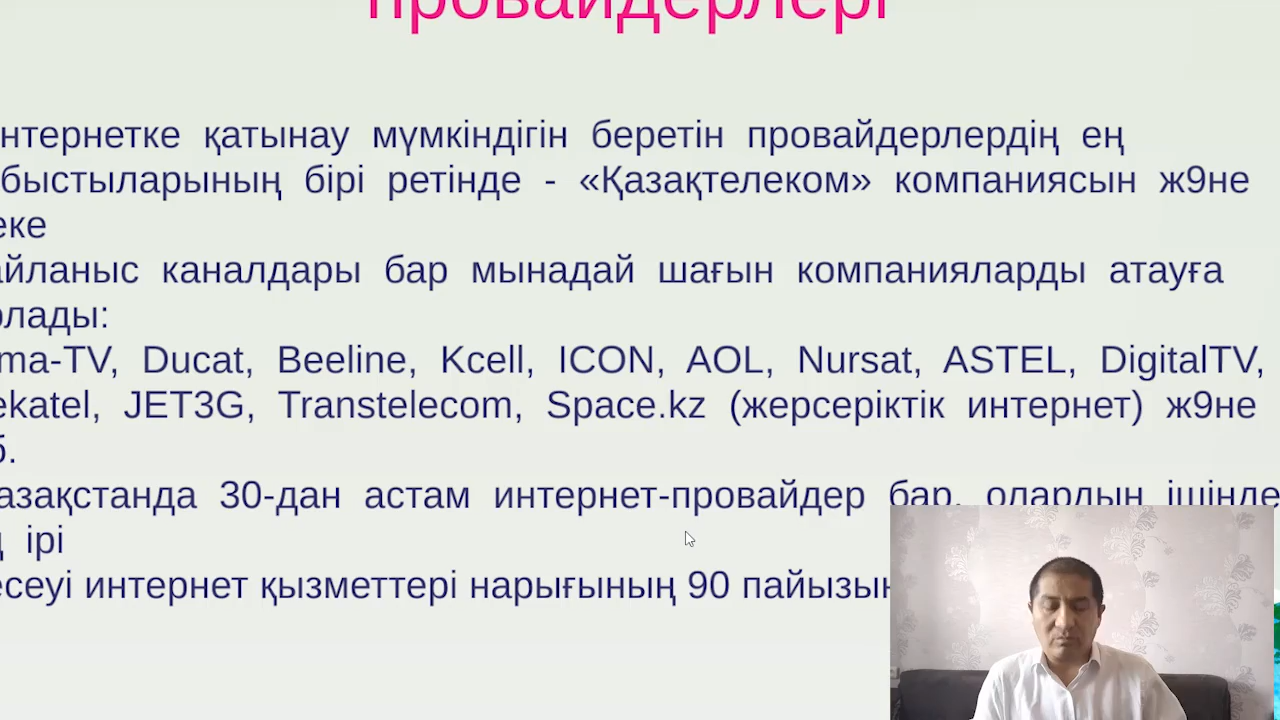 провайдерлері
нтернетке қатынау мүмкіндігін беретін провайдерлердің ең
быстыларының бірі ретінде - «Қазақтелеком» компаниясын ж9не
еке
айланыс каналдары бар мынадай шағын компанияларды атауға
олады:
ma-TV, Ducat, Beeline, Kcell, ICON, AOL, Nursat, ASTEL, DigitalTV,
ekatel, JET3G, Transtelecom, Space.kz (жерсеріктік интернет) ж9не
б.
азақстанда 30-дан астам интернет-провайдер бар, олардың ішінде
ң ірі
есеуі интернет қызметтері нарығының 90 пайызын